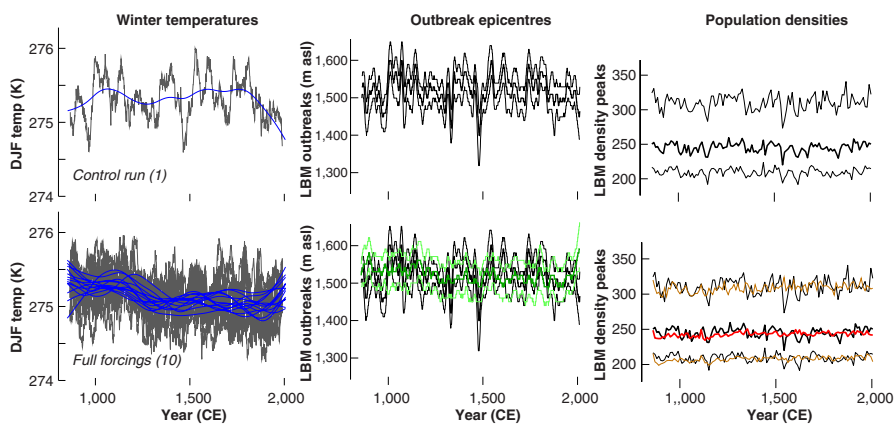 Winter temperatures
Outbreak epicentres
Population densities
DJF temp (K)
276
275
274
Control run (1)
LBM outbreaks (m asl)
1,600
1,500
1,400
1,300
LBM density peaks
350
300
250
200
DJF temp (K)
276
275
274
Full forcings (10)
1,000
1,500
2,000
Year (CE)
LBM outbreaks (m asl)
1,600
1,500
1,400
1,300
1,000
1,500
2,000
Year (CE)
LBM density peaks
350
300
250
200
1,,000
1,500
2,000
Year (CE)